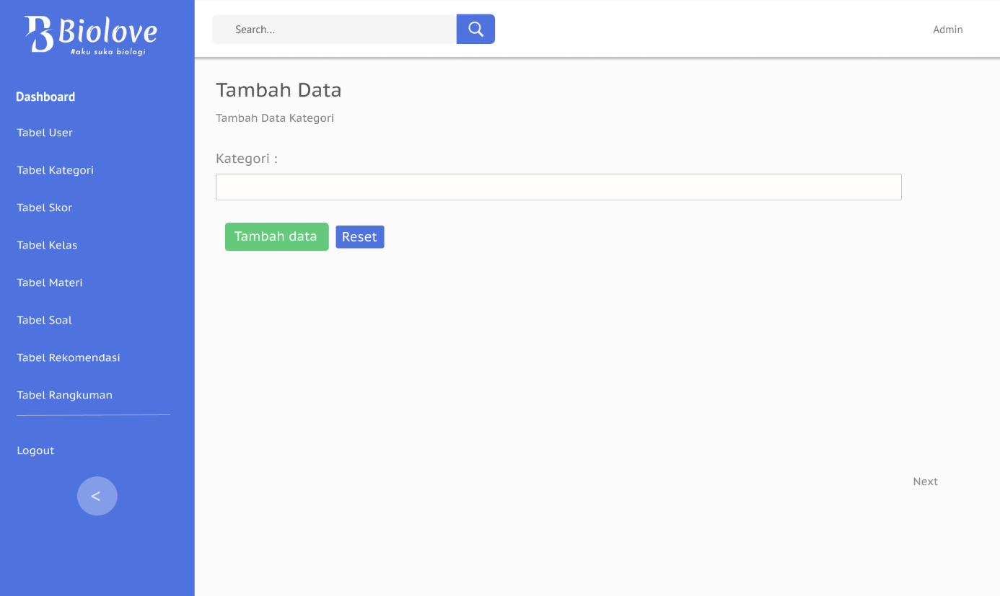 Biolove
#aku suka biologi
Dashboard
Tabel User
Tabel Kategori
Tabel Skor
Tabel Kelas
Tabel Materi
Tabel Soal
Tabel Rekomendasi
Tabel Rangkuman
Logout
<
Search...
Admin
Tambah Data
Tambah Data Kategori
Kategori :
Tambah data
Reset
Next